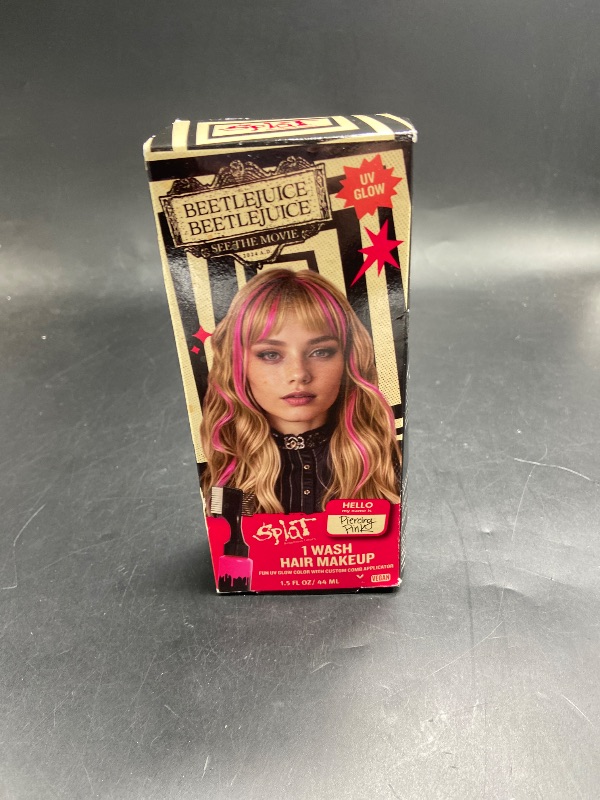 Splat
BEETLEJUICE
BEETLEJUICE
SEE THE MOVIE
2024 A.D.
UV
GLOW
HELLO
my name is
Piercing
Pink
Splat
1 WASH
HAIR MAKEUP
FUN UV GLOW COLOR WITH CUSTOM COMB APPLICATOR
1.5 FL OZ/ 44 ML
VEGAN